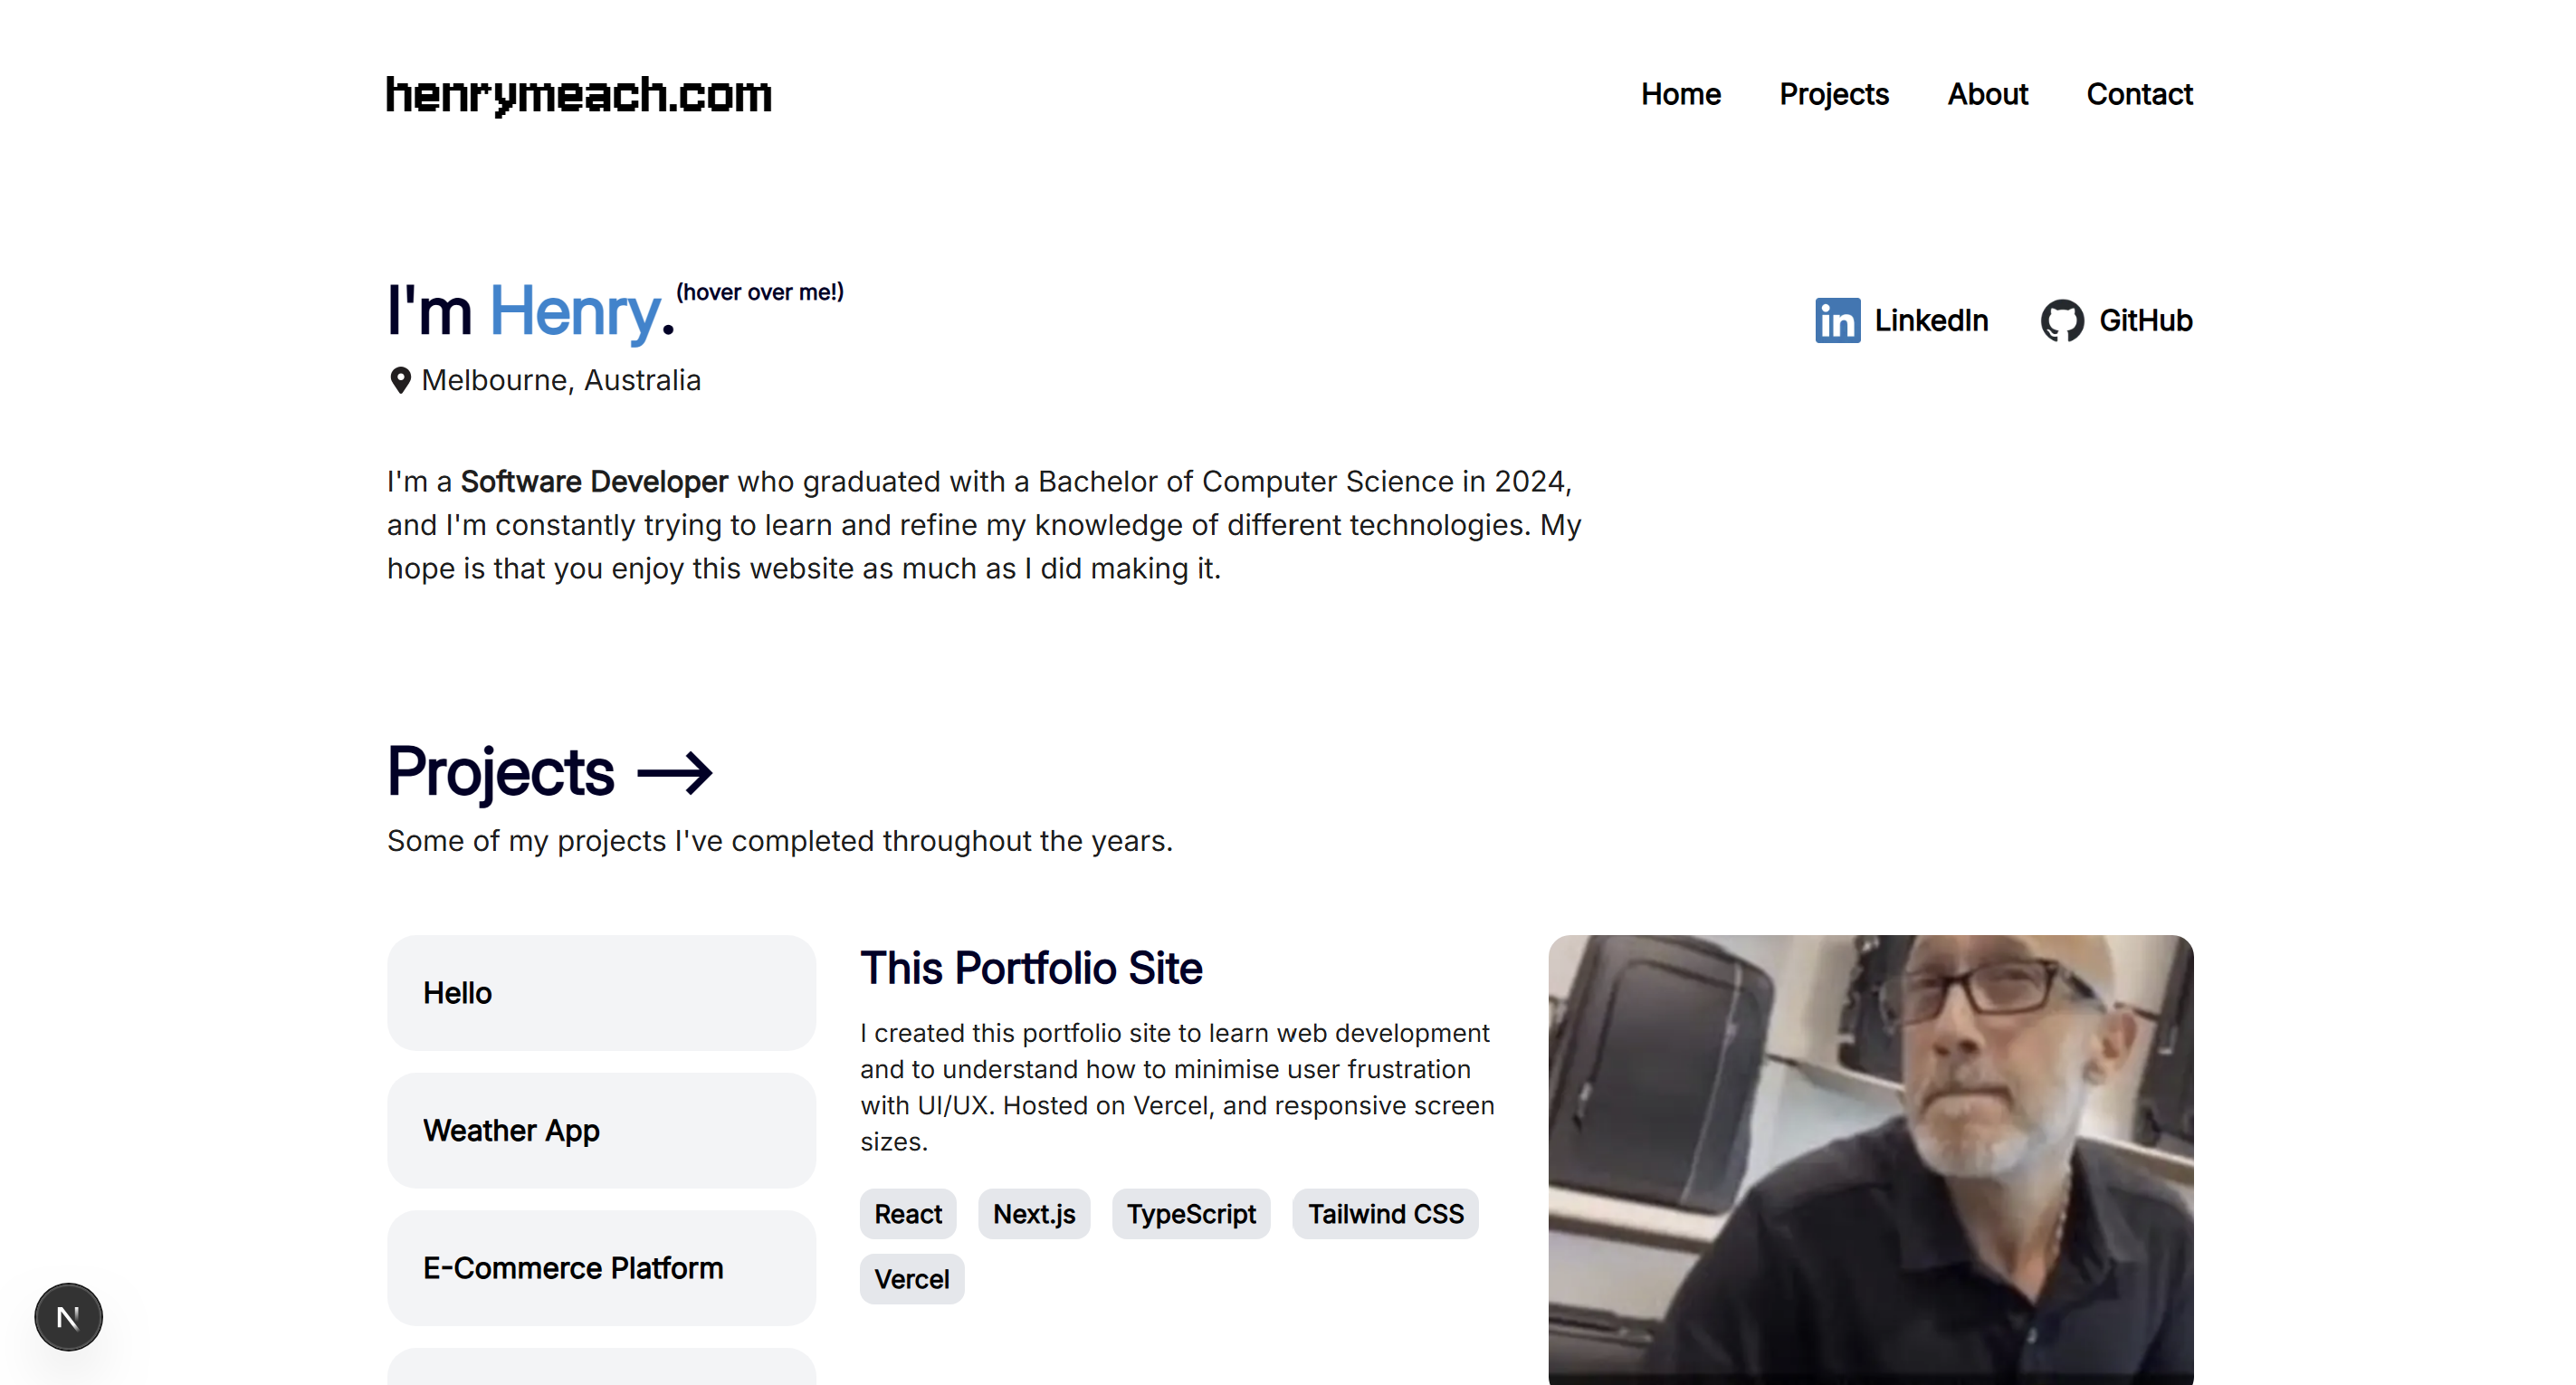 henrymeach.com
Home Projects About Contact
I'm Henry. (hover over me!)
LinkedIn GitHub
Melbourne, Australia
I'm a Software Developer who graduated with a Bachelor of Computer Science in 2024,
and I'm constantly trying to learn and refine my knowledge of different technologies. My
hope is that you enjoy this website as much as I did making it.
Projects →
Some of my projects I've completed throughout the years.
Hello
Weather App
E-Commerce Platform
This Portfolio Site
I created this portfolio site to learn web development
and to understand how to minimise user frustration
with UI/UX. Hosted on Vercel, and responsive screen
sizes.
React Next.js TypeScript Tailwind CSS
Vercel
N